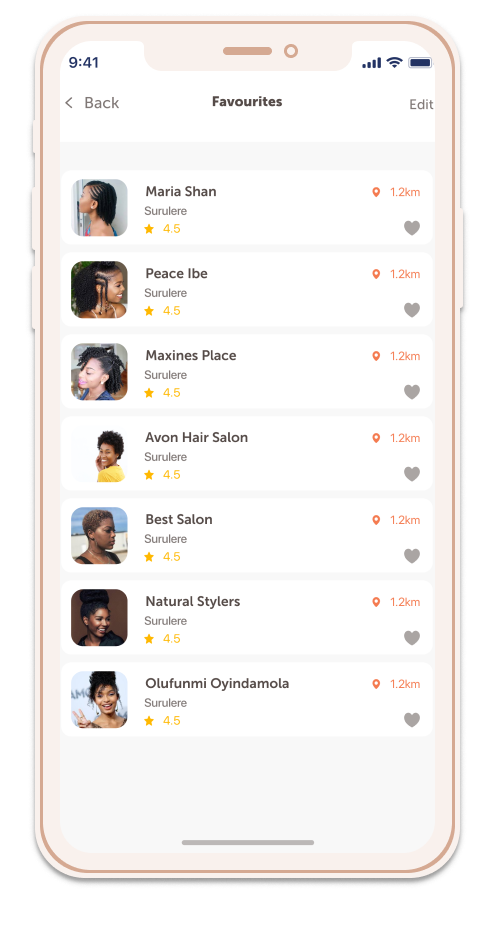 9:41
Back Favourites Edit
Maria Shan 1.2km
Surulere
4.5
Peace Ibe 1.2km
Surulere
4.5
Maxines Place 1.2km
Surulere
4.5
Avon Hair Salon 1.2km
Surulere
4.5
Best Salon 1.2km
Surulere
4.5
Natural Stylers 1.2km
Surulere
4.5
Olufunmi Oyindamola 1.2km
Surulere
4.5